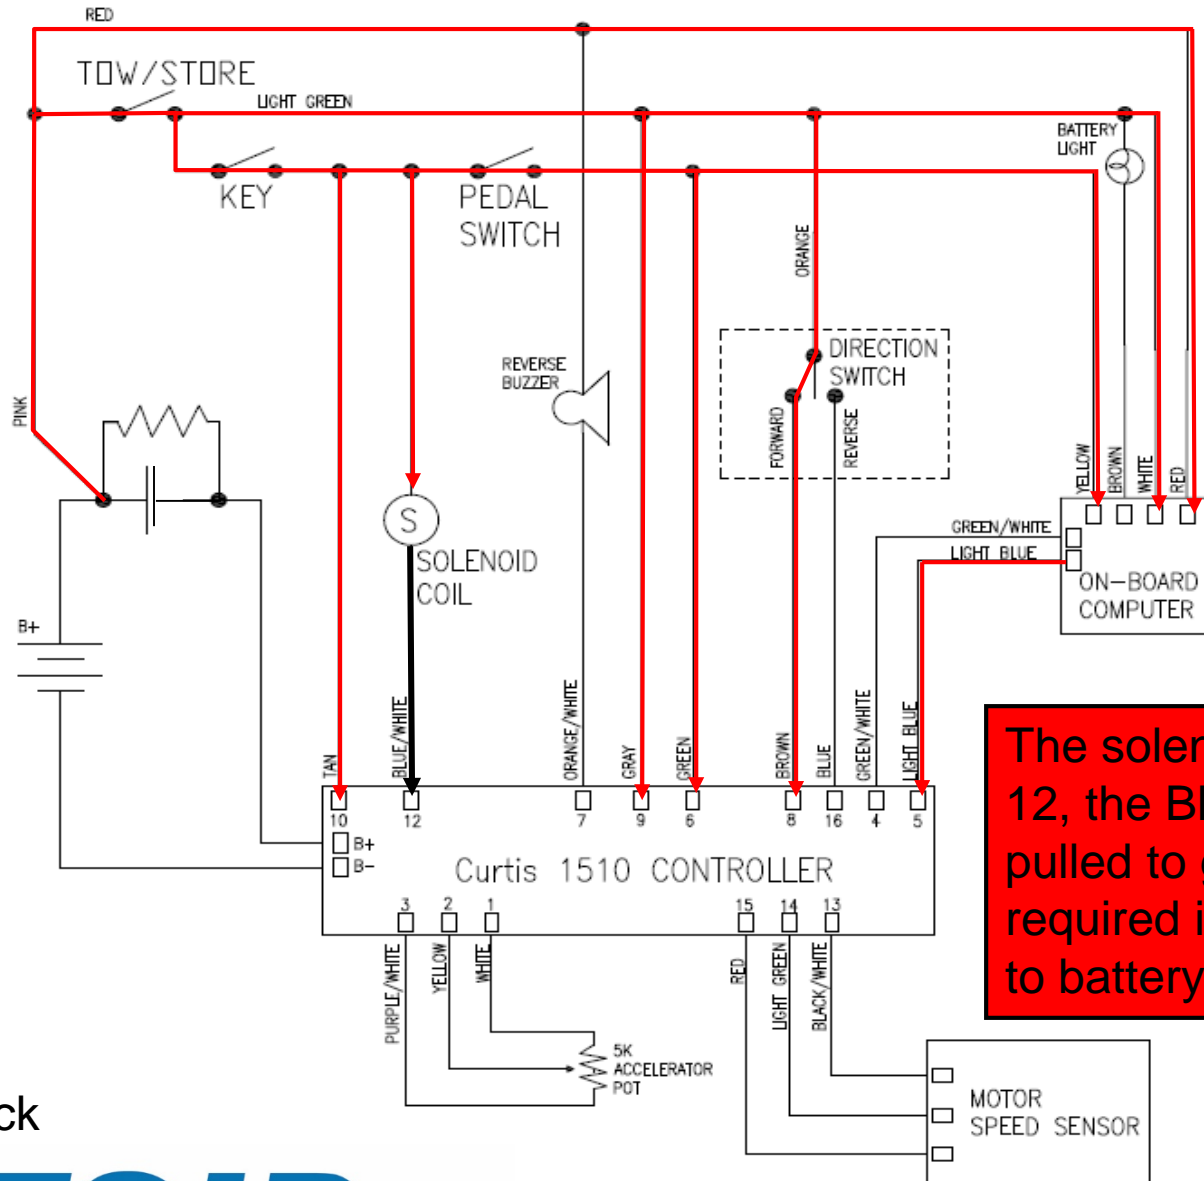 RED
TOW/STORE
LIGHT GREEN
BATTERY
LIGHT
KEY
PEDAL
SWITCH
ORANGE
DIRECTION
SWITCH
REVERSE
BUZZER
PINK
FORWARD
REVERSE
YELLOW
BROWN
WHITE
RED
S
GREEN/WHITE
LIGHT BLUE
SOLENOID
COIL
ON-BOARD
COMPUTER
B+
TAN
BLUE/WHITE
ORANGE/WHITE
GRAY
GREEN
BROWN
BLUE
GREEN/WHITE
LIGHT BLUE
10
12
7
9
6
8
16
4
5
B+
B-
Curtis 1510 CONTROLLER
3
2
1
15
14
13
PURPLE/WHITE
YELLOW
WHITE
RED
LIGHT GREEN
BLACK/WHITE
5K
ACCELERATOR
POT
MOTOR
SPEED SENSOR
The
12, the
pulled to
required
to battery